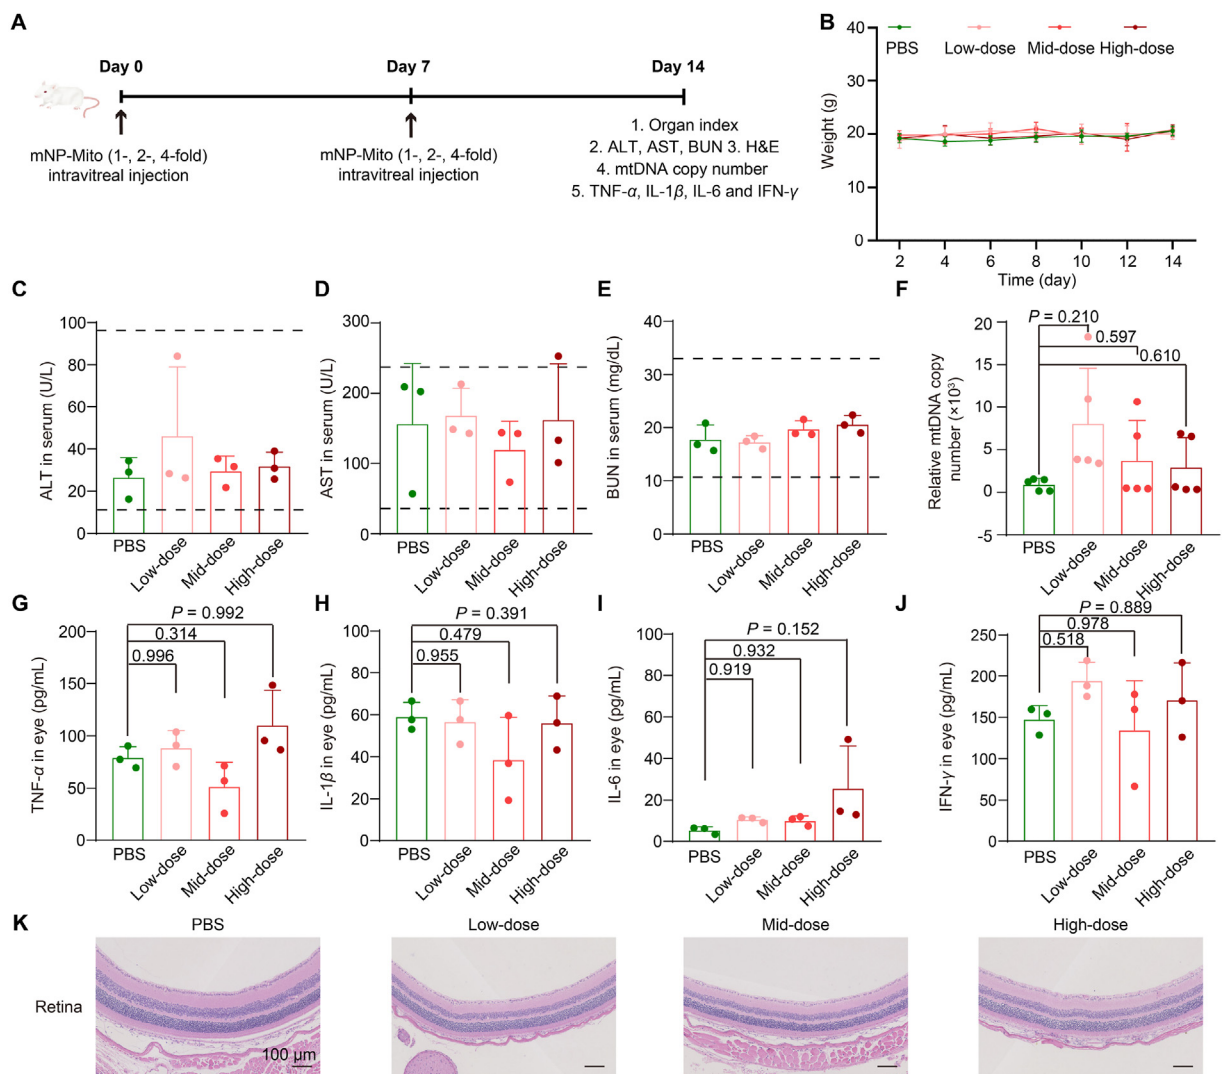 A
Day 0
Day 7
Day 14
mNP-Mito (1-, 2-, 4-fold)
intravitreal injection
mNP-Mito (1-, 2-, 4-fold)
intravitreal injection
1. Organ index
2. ALT, AST, BUN 3. H&E
4. mtDNA copy number
5. TNF-α, IL-1β, IL-6 and IFN-γ
B
PBS
Low-dose
Mid-dose
High-dose
Weight (g)
40
30
20
10
0
2 4 6 8 10 12 14
Time (day)
C
ALT in serum (U/L)
100
80
60
40
20
0
PBS
Low-dose
Mid-dose
High-dose
D
AST in serum (U/L)
300
200
100
0
PBS
Low-dose
Mid-dose
High-dose
E
BUN in serum (mg/dL)
40
30
20
10
0
PBS
Low-dose
Mid-dose
High-dose
F
Relative mtDNA copy
number (×10³)
20
15
10
5
0
-5
P = 0.210
0.597
0.610
PBS
Low-dose
Mid-dose
High-dose
G
TNF-α in eye (pg/mL)
200
150
100
50
0
P = 0.992
0.314
0.996
PBS
Low-dose
Mid-dose
High-dose
H
IL-1β in eye (pg/mL)
100
80
60
40
20
0
P = 0.391
0.479
0.955
PBS
Low-dose
Mid-dose
High-dose
I
IL-6 in eye (pg/mL)
100
80
60
40
20
0
P = 0.152
0.932
0.919
PBS
Low-dose
Mid-dose
High-dose
J
IFN-γ in eye (pg/mL)
250
200
150
100
50
0
P = 0.889
0.978
0.518
PBS
Low-dose
Mid-dose
High-dose
K
PBS
Low-dose
Mid-dose
High-dose
Retina
100 μm